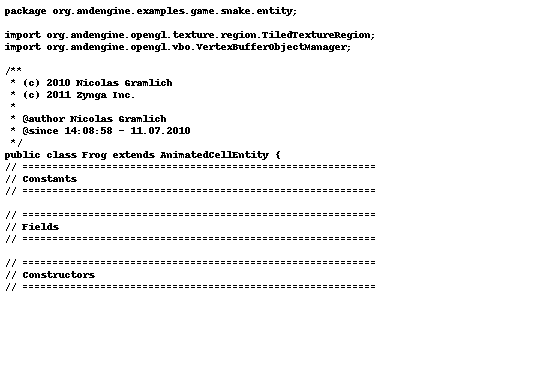 package org.andengine.examples.game.snake.entity;
import org.andengine.opengl.texture.region.TiledTextureRegion;
import org.andengine.opengl.vbo.VertexBufferObjectManager;
/**
* (c) 2010 Nicolas Gramlich
* (c) 2011 Zynga Inc.
*
* @author Nicolas Gramlich
* @since 14:08:58 - 11.07.2010
*/
public class Frog extends AnimatedCellEntity {
// ===========================================================
// Constants
// ===========================================================
// ===========================================================
// Fields
// ===========================================================
// ===========================================================
// Constructors
// ===========================================================